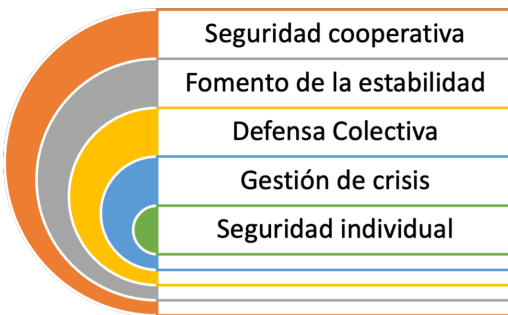 Seguridad cooperativa
Fomento de la estabilidad
Defensa Colectiva
Gestión de crisis
Seguridad individual